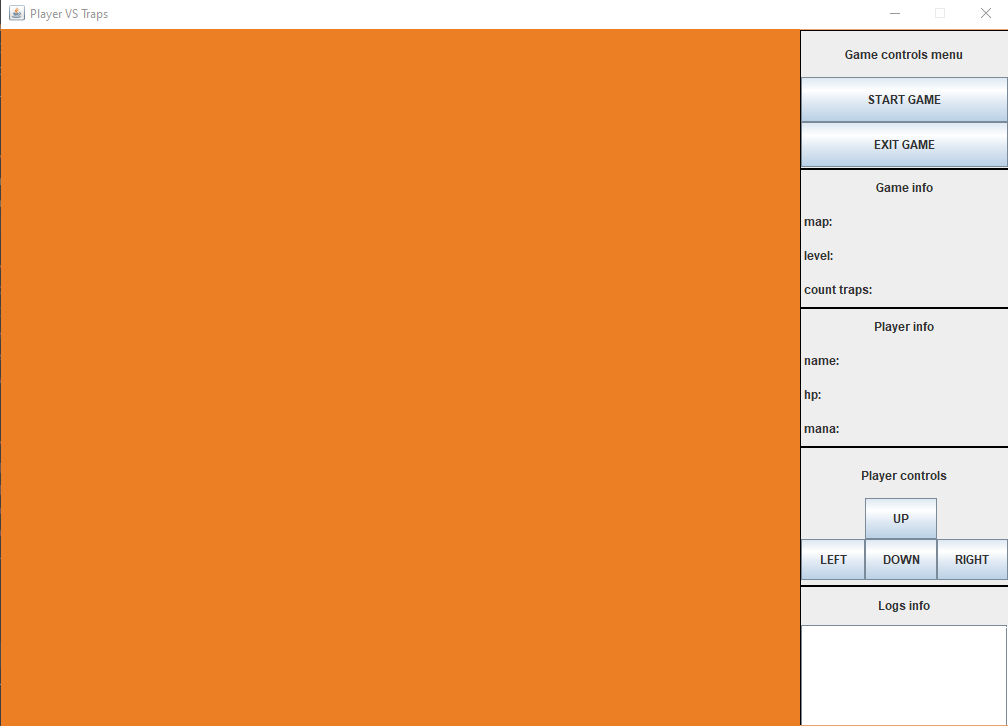 Player VS Traps
Game controls menu
START GAME
EXIT GAME
Game info
map:
level:
count traps:
Player info
name:
hp:
mana:
Player controls
UP
LEFT DOWN RIGHT
Logs info